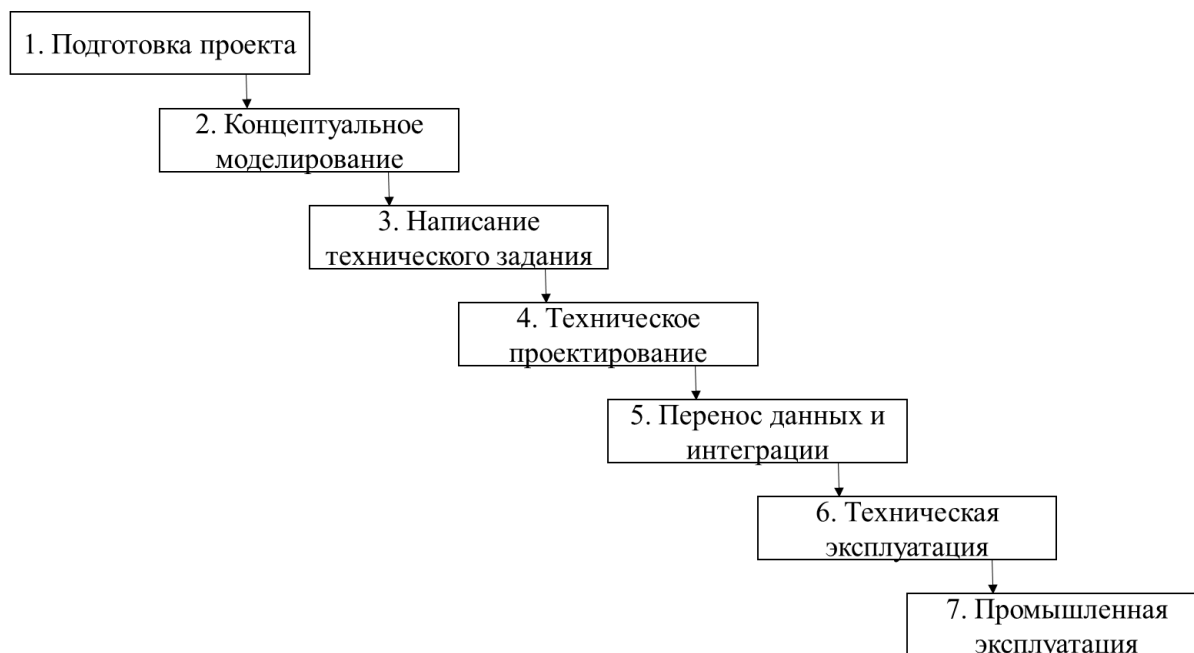 1. Подготовка проекта
2. Концептуальное
моделирование
3. Написание
технического задания
4. Техническое
проектирование
5. Перенос данных и
интеграции
6. Техническая
эксплуатация
7. Промышленная
эксплуатация